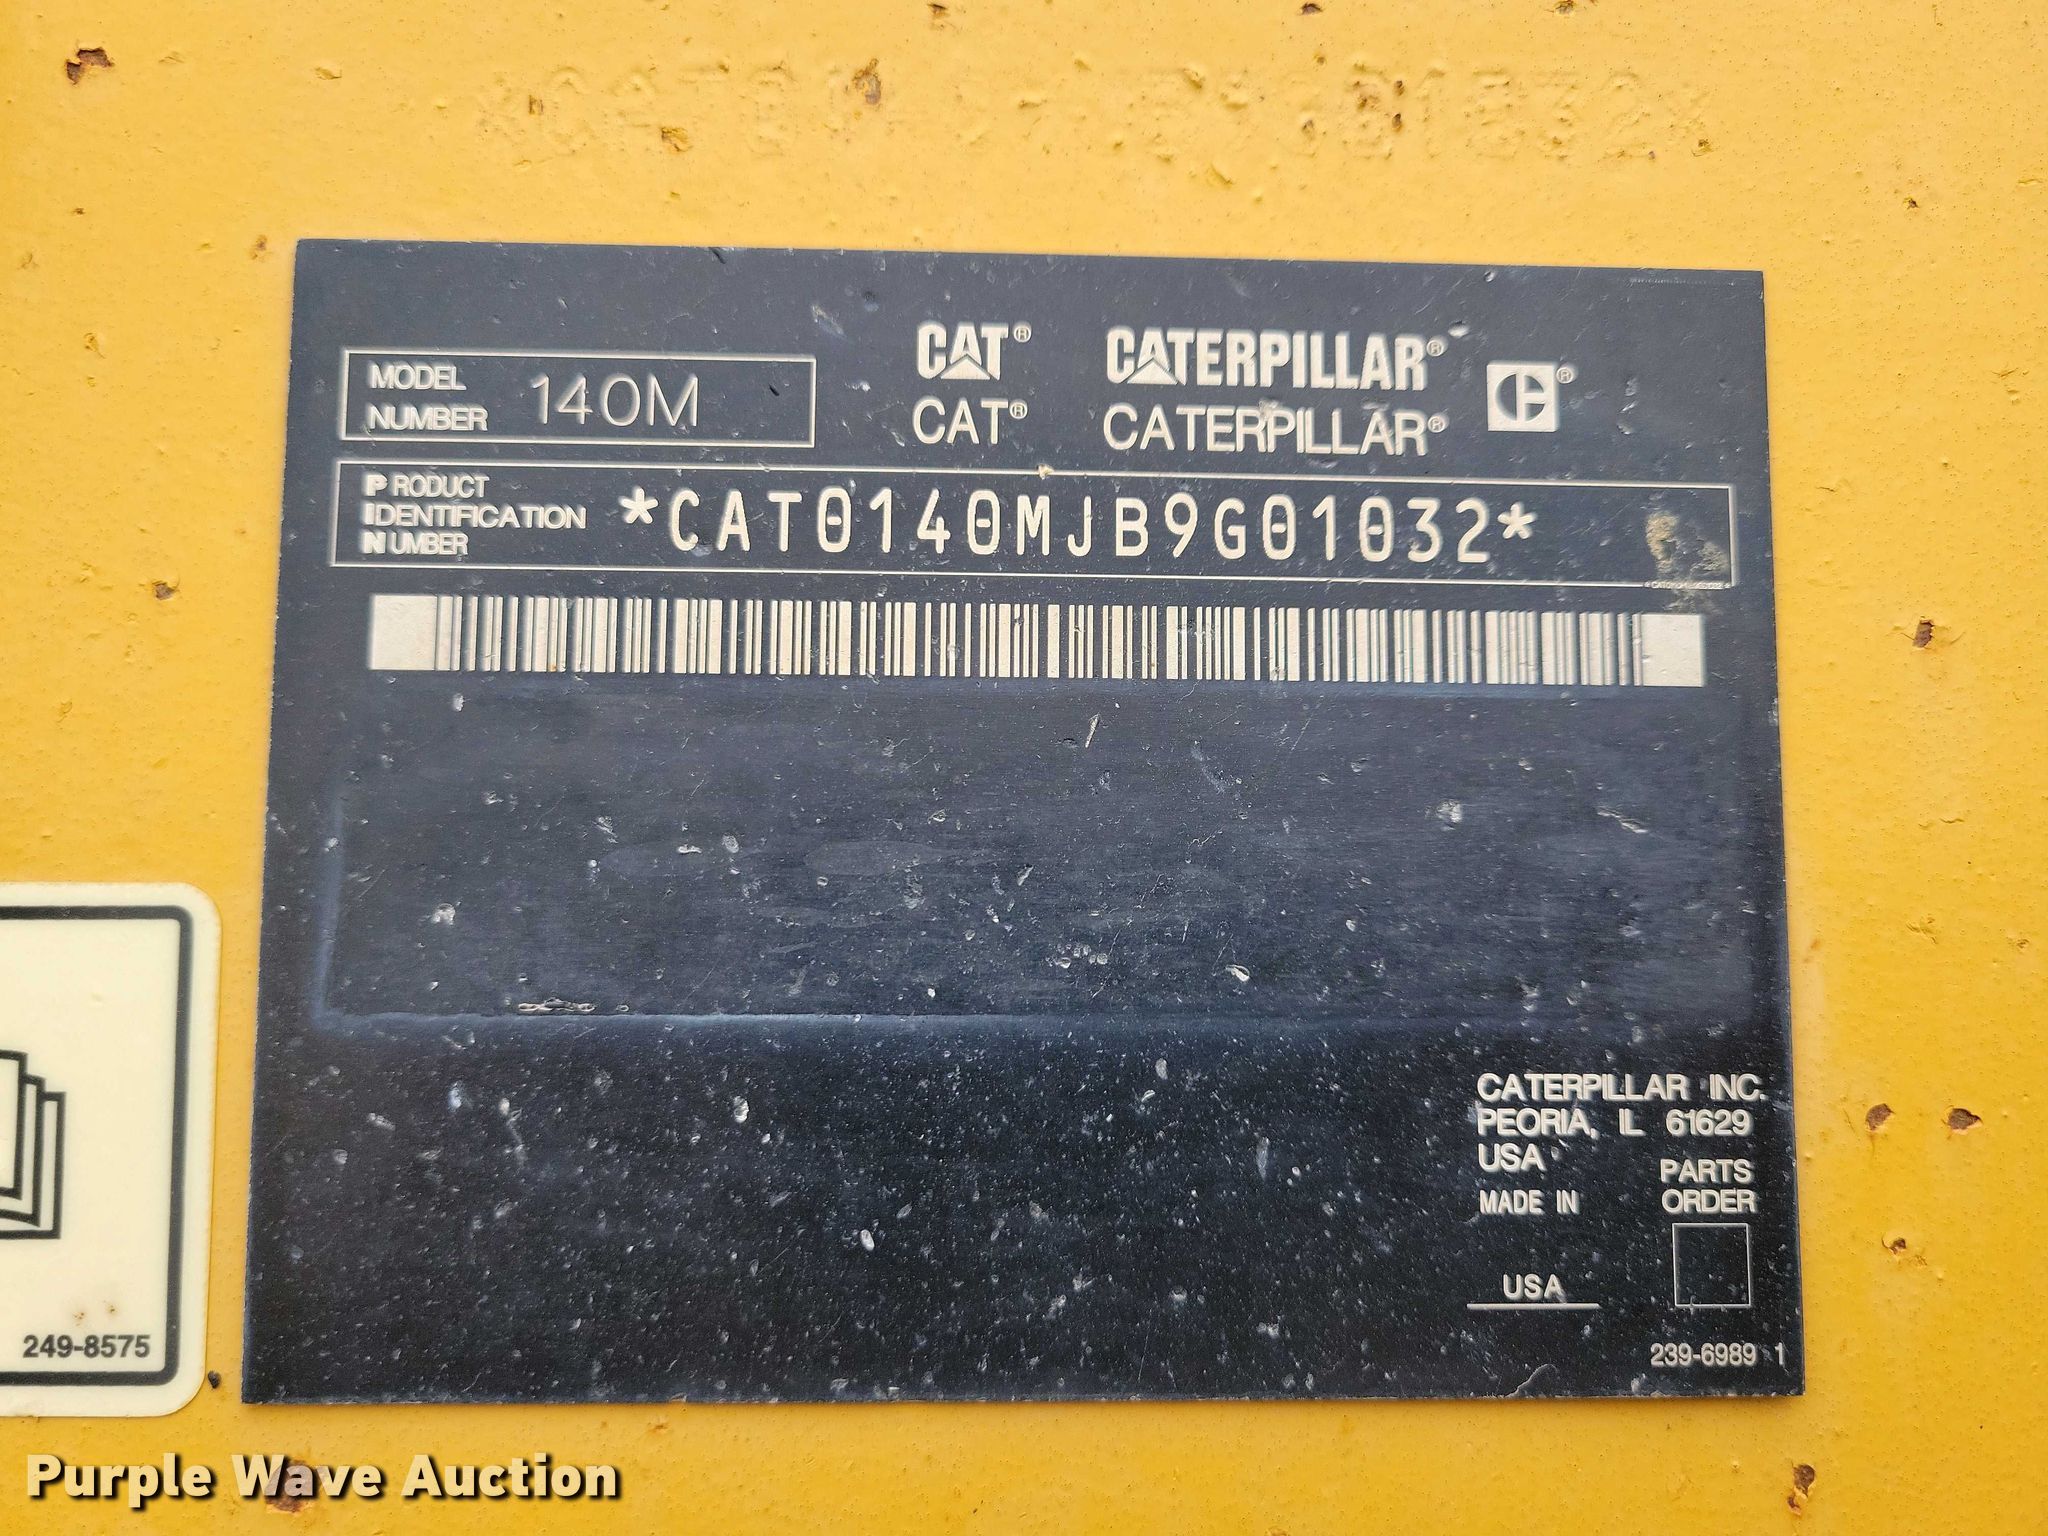 MODEL
NUMBER 140M
CAT® CATERPILLAR®
CAT® CATERPILLAR®
PRODUCT
IDENTIFICATION
NUMBER
*CAT0140MJB9G01032*
CATERPILLAR INC.
PEORIA, IL 61629
USA
MADE IN
USA
PARTS
ORDER
239-6989 1
249-8575
Purple Wave Auction